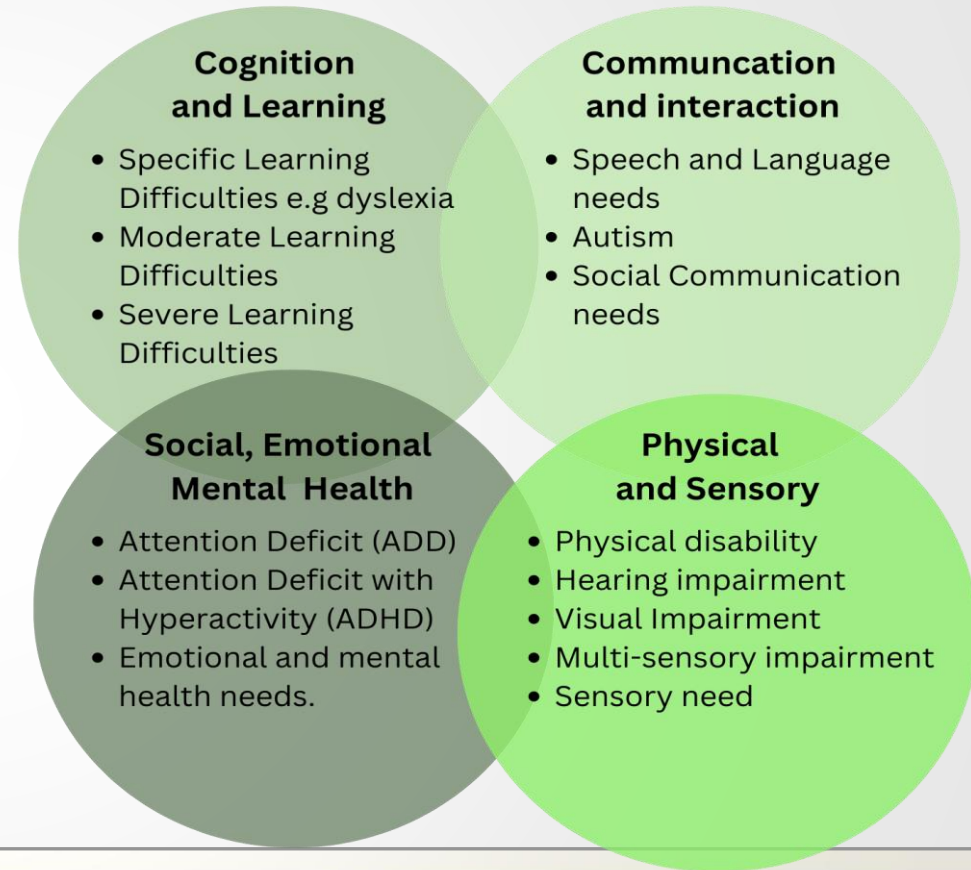 Cognition
and Learning
• Specific Learning
Difficulties e.g dyslexia
• Moderate Learning
Difficulties
• Severe Learning
Difficulties
Communcation
and interaction
• Speech and Language
needs
• Autism
• Social Communication
needs
Social, Emotional
Mental Health
• Attention Deficit (ADD)
• Attention Deficit with
Hyperactivity (ADHD)
• Emotional and mental
health needs.
Physical
and Sensory
• Physical disability
• Hearing impairment
• Visual Impairment
• Multi-sensory impairment
• Sensory need